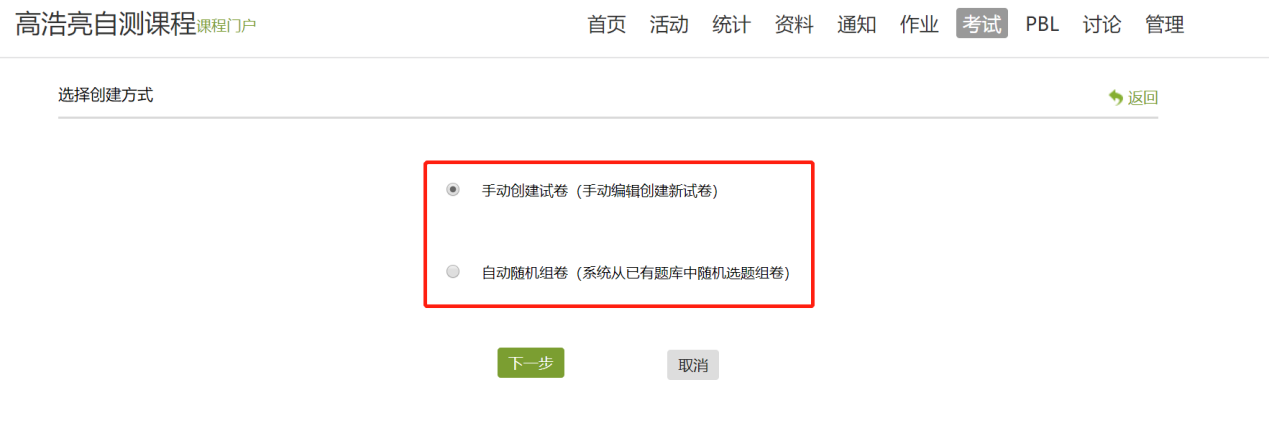 高浩亮自测课程课程门户 首页 活动 统计 资料 通知 作业 考试 PBL 讨论 管理
选择创建方式 返回
手动创建试卷（手动编辑创建新试卷）
自动随机组卷（系统从已有题库中随机选题组卷）
下一步 取消